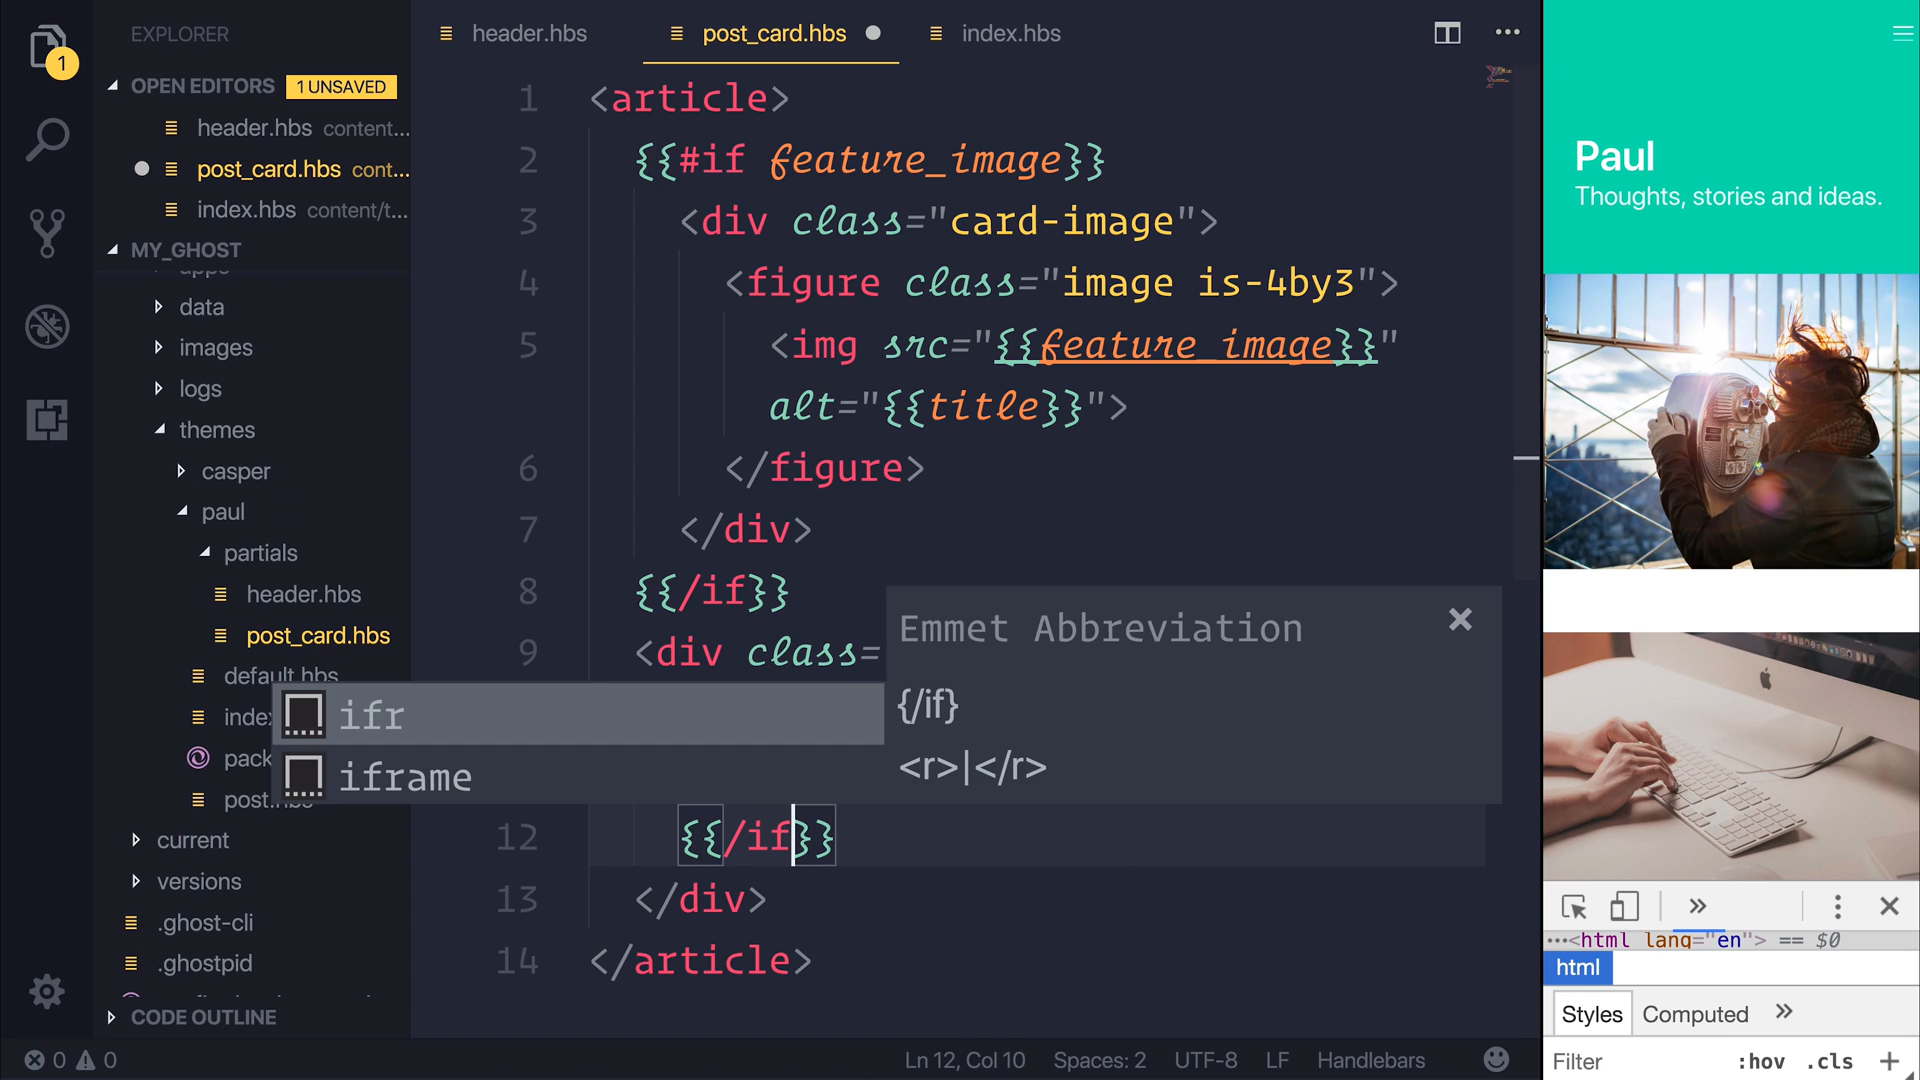 1
EXPLORER
OPEN EDITORS 1 UNSAVED
header.hbs content...
post_card.hbs cont...
index.hbs content/t...
MY_GHOST
data
images
logs
themes
casper
paul
partials
header.hbs
post_card.hbs
default.hbs
pack
post.hbs
current
versions
.ghost-cli
.ghostpid
CODE OUTLINE
header.hbs post_card.hbs index.hbs
1 <article>
2 {{#if feature_image}}
3 <div class="card-image">
4 <figure class="image is-4by3">
5 <img src="{{feature_image}}"
alt="{{title}}">
6 </figure>
7 </div>
8 {{/if}}
9 <div class=
ifr
iframe
Emmet Abbreviation
{/if}
<r>|</r>
12 {{/if}}
13 </div>
14 </article>
0 0 Ln 12, Col 10 Spaces: 2 UTF-8 LF Handlebars
Paul
Thoughts, stories and ideas.
...<html lang="en"> == $0
html
Styles Computed
Filter :hov .cls +